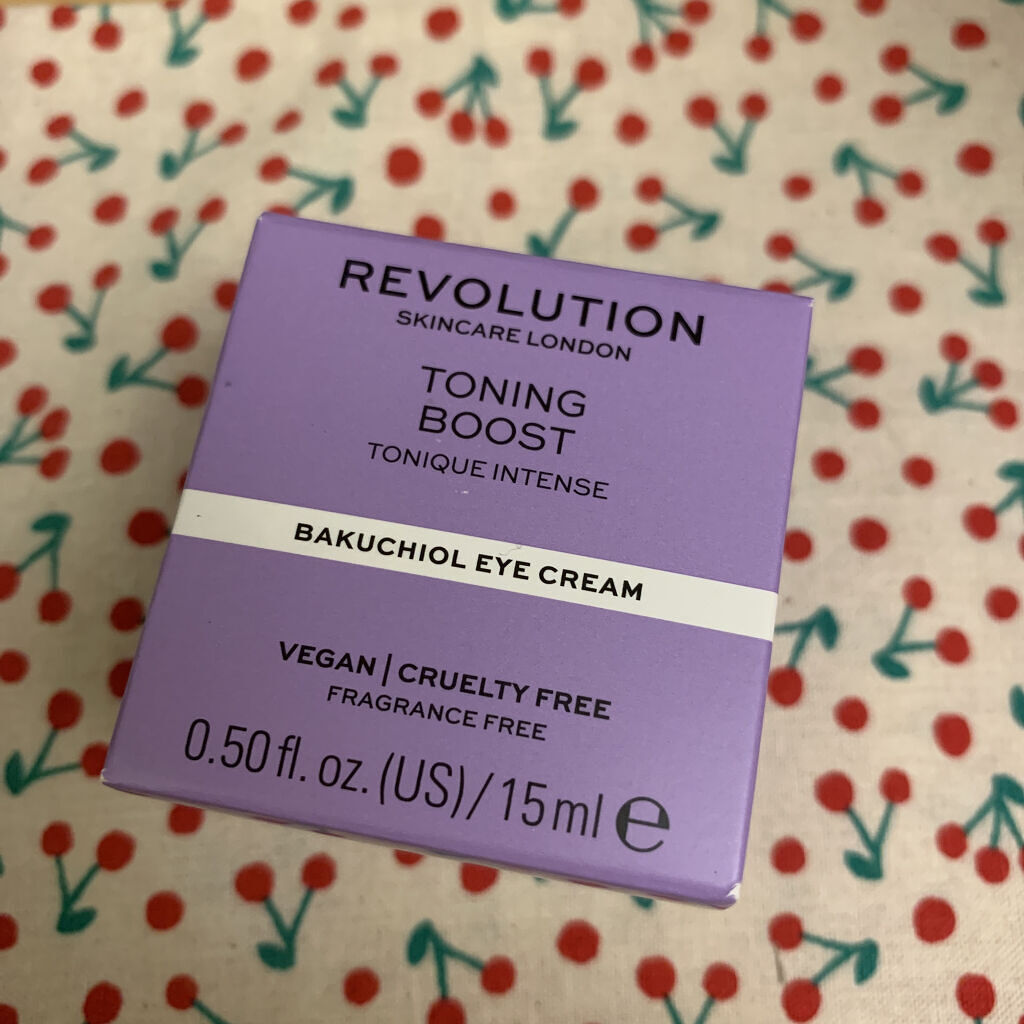 REVOLUTION
SKINCARE LONDON
TONING
BOOST
TONIQUE INTENSE
BAKUCHIOL EYE CREAM
VEGAN | CRUELTY FREE
FRAGRANCE FREE
0.50 fl. oz. (US) / 15 ml ℮